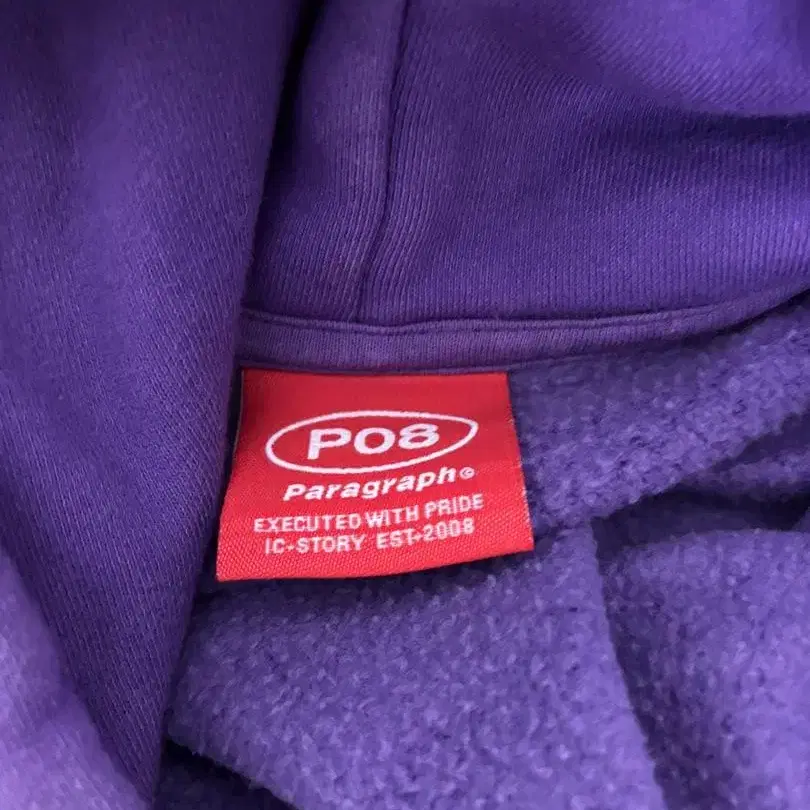 P08
Paragraph©
EXECUTED WITH PRIDE
IC+STORY EST+2008